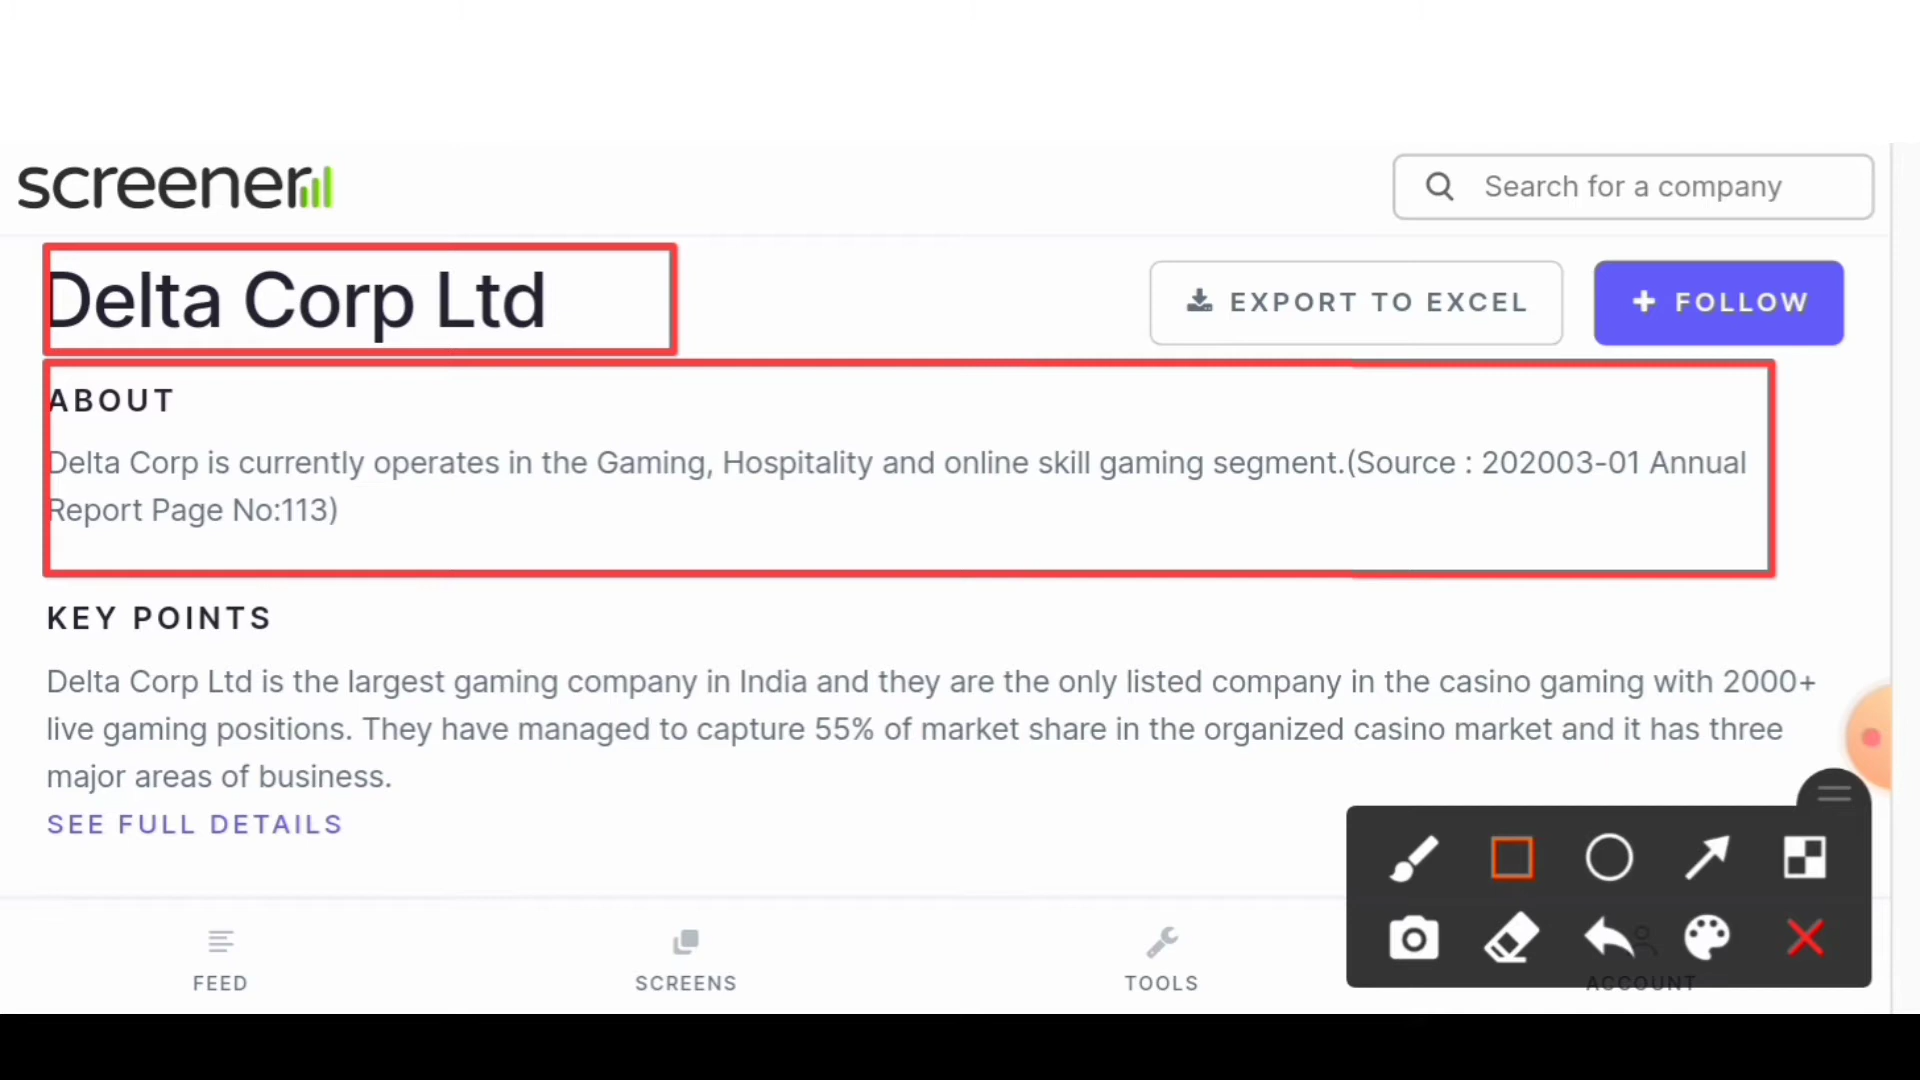 screener
Search for a company
Delta Corp Ltd
EXPORT TO EXCEL
FOLLOW
ABOUT
Delta Corp is currently operates in the Gaming, Hospitality and online skill gaming segment.(Source : 202003-01 Annual
Report Page No:113)
KEY POINTS
Delta Corp Ltd is the largest gaming company in India and they are the only listed company in the casino gaming with 2000+
live gaming positions. They have managed to capture 55% of market share in the organized casino market and it has three
major areas of business.
SEE FULL DETAILS
FEED
SCREENS
TOOLS
ACCOUNT